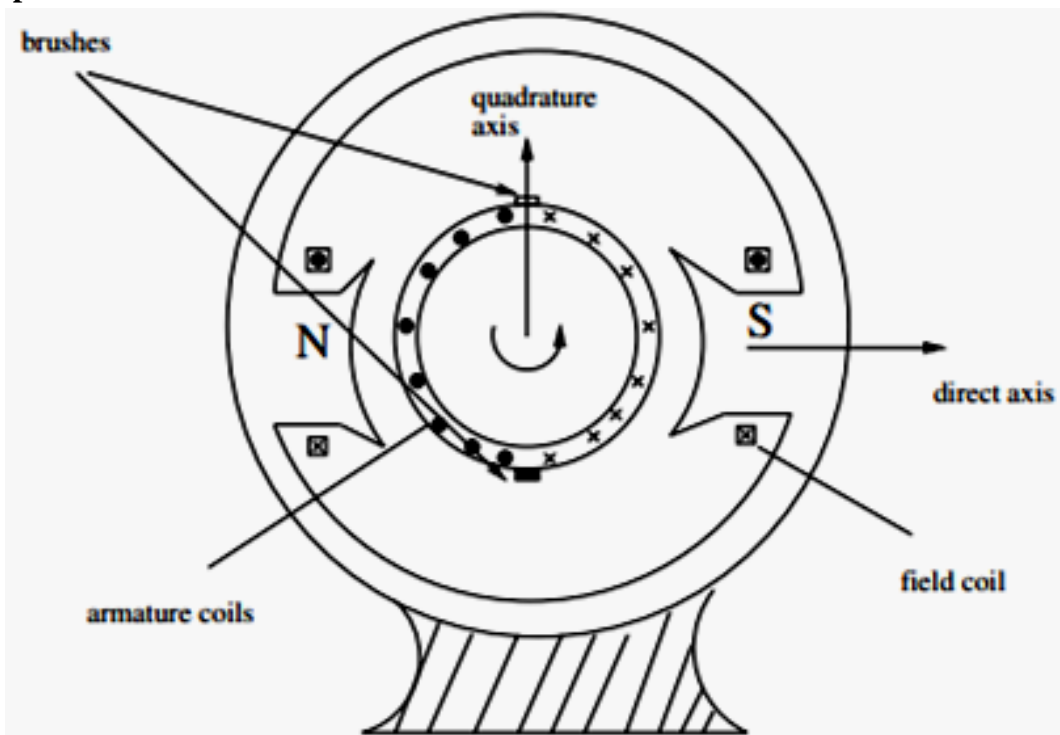 brushes
quadrature
axis
N
S
direct axis
field coil
armature coils